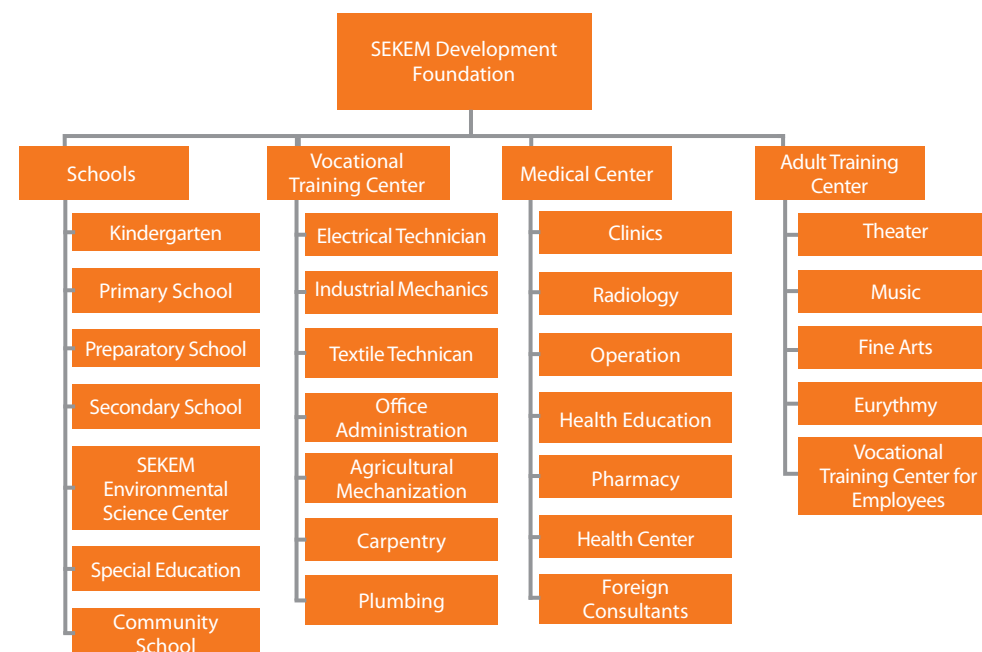 SEKEM Development
Foundation
Schools
Kindergarten
Primary School
Preparatory School
Secondary School
SEKEM
Environmental
Science Center
Special Education
Community
School
Vocational
Training Center
Electrical Technician
Industrial Mechanics
Textile Technican
Office
Administration
Agricultural
Mechanization
Carpentry
Plumbing
Medical Center
Clinics
Radiology
Operation
Health Education
Pharmacy
Health Center
Foreign
Consultants
Adult Training
Center
Theater
Music
Fine Arts
Eurythmy
Vocational
Training Center for
Employees